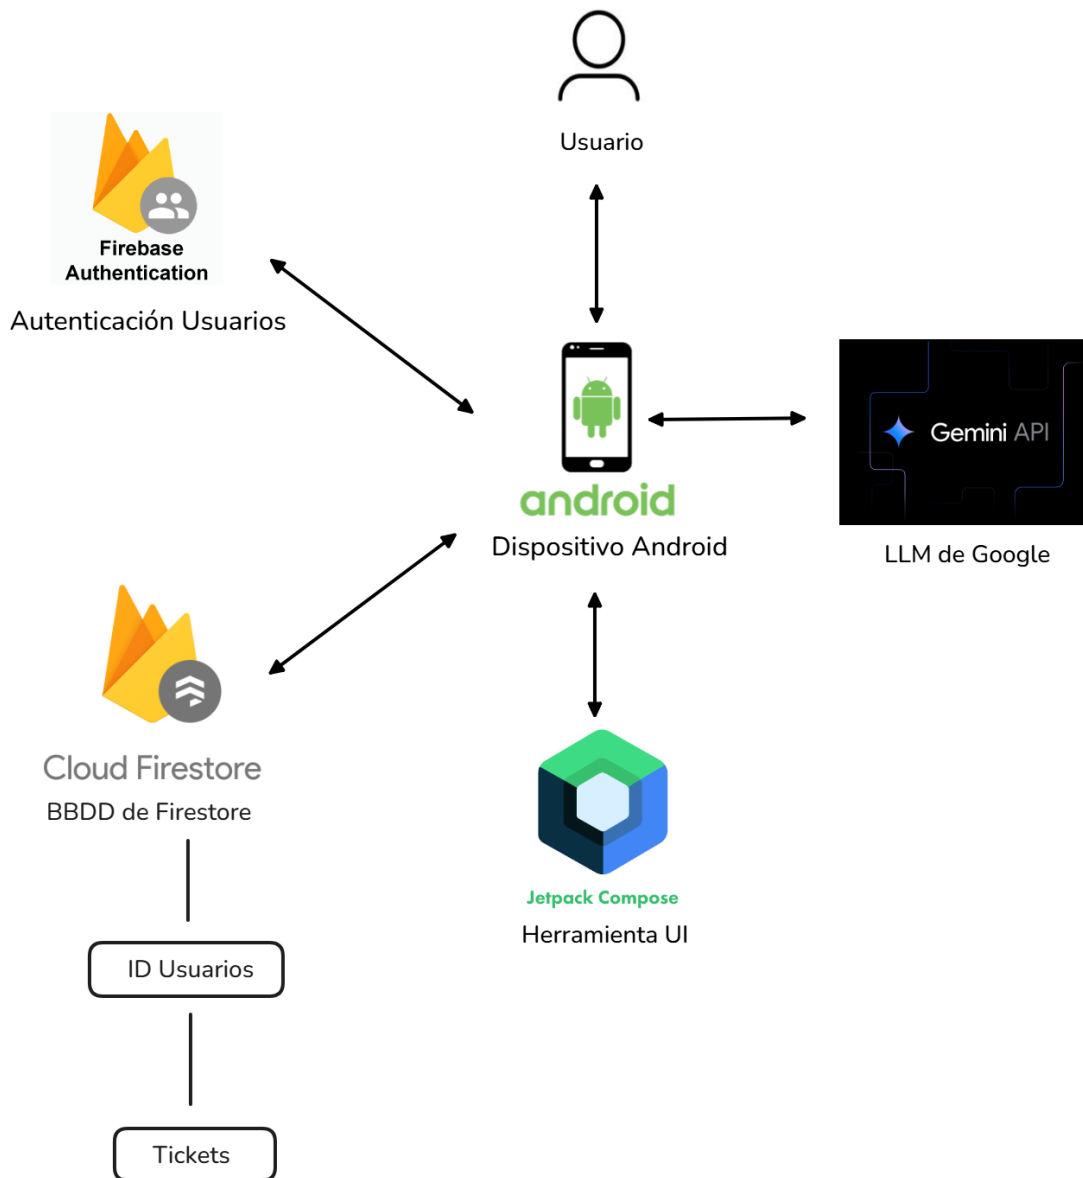 Usuario
Firebase
Authentication
Autenticación Usuarios
android
Dispositivo Android
Gemini API
LLM de Google
Cloud Firestore
BBDD de Firestore
Jetpack Compose
Herramienta UI
ID Usuarios
Tickets